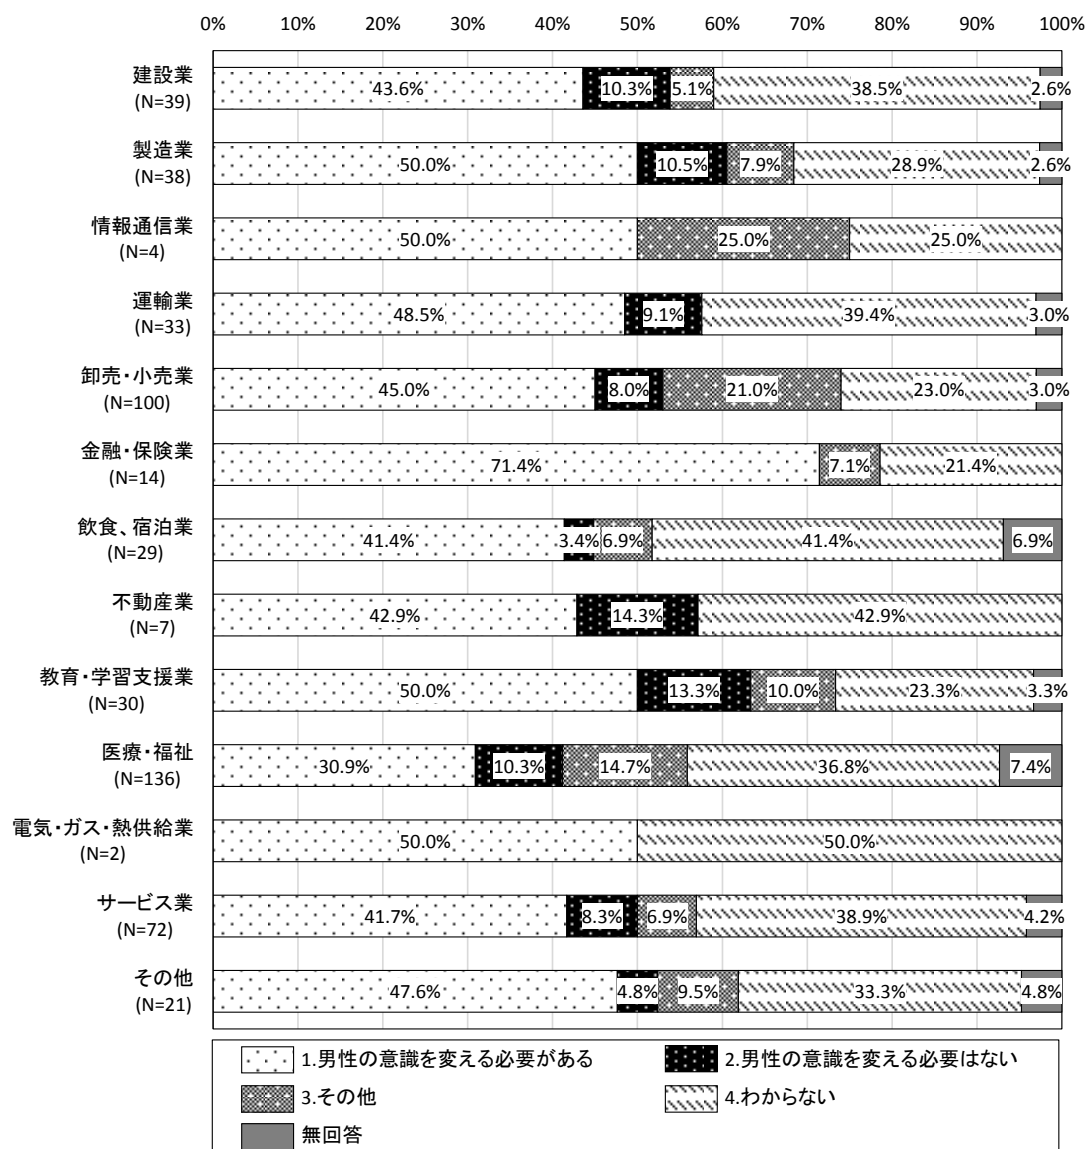 0% 10% 20% 30% 40% 50% 60% 70% 80% 90% 100%
建設業
(N=39)
43.6% 10.3% 5.1% 38.5% 2.6%
製造業
(N=38)
50.0% 10.5% 7.9% 28.9% 2.6%
情報通信業
(N=4)
50.0% 25.0% 25.0%
運輸業
(N=33)
48.5% 9.1% 39.4% 3.0%
卸売・小売業
(N=100)
45.0% 8.0% 21.0% 23.0% 3.0%
金融・保険業
(N=14)
71.4% 7.1% 21.4%
飲食、宿泊業
(N=29)
41.4% 3.4% 6.9% 41.4% 6.9%
不動産業
(N=7)
42.9% 14.3% 42.9%
教育・学習支援業
(N=30)
50.0% 13.3% 10.0% 23.3% 3.3%
医療・福祉
(N=136)
30.9% 10.3% 14.7% 36.8% 7.4%
電気・ガス・熱供給業
(N=2)
50.0% 50.0%
サービス業
(N=72)
41.7% 8.3% 6.9% 38.9% 4.2%
その他
(N=21)
47.6% 4.8% 9.5% 33.3% 4.8%
1.男性の意識を変える必要がある 2.男性の意識を変える必要はない
3.その他 4.わからない
無回答